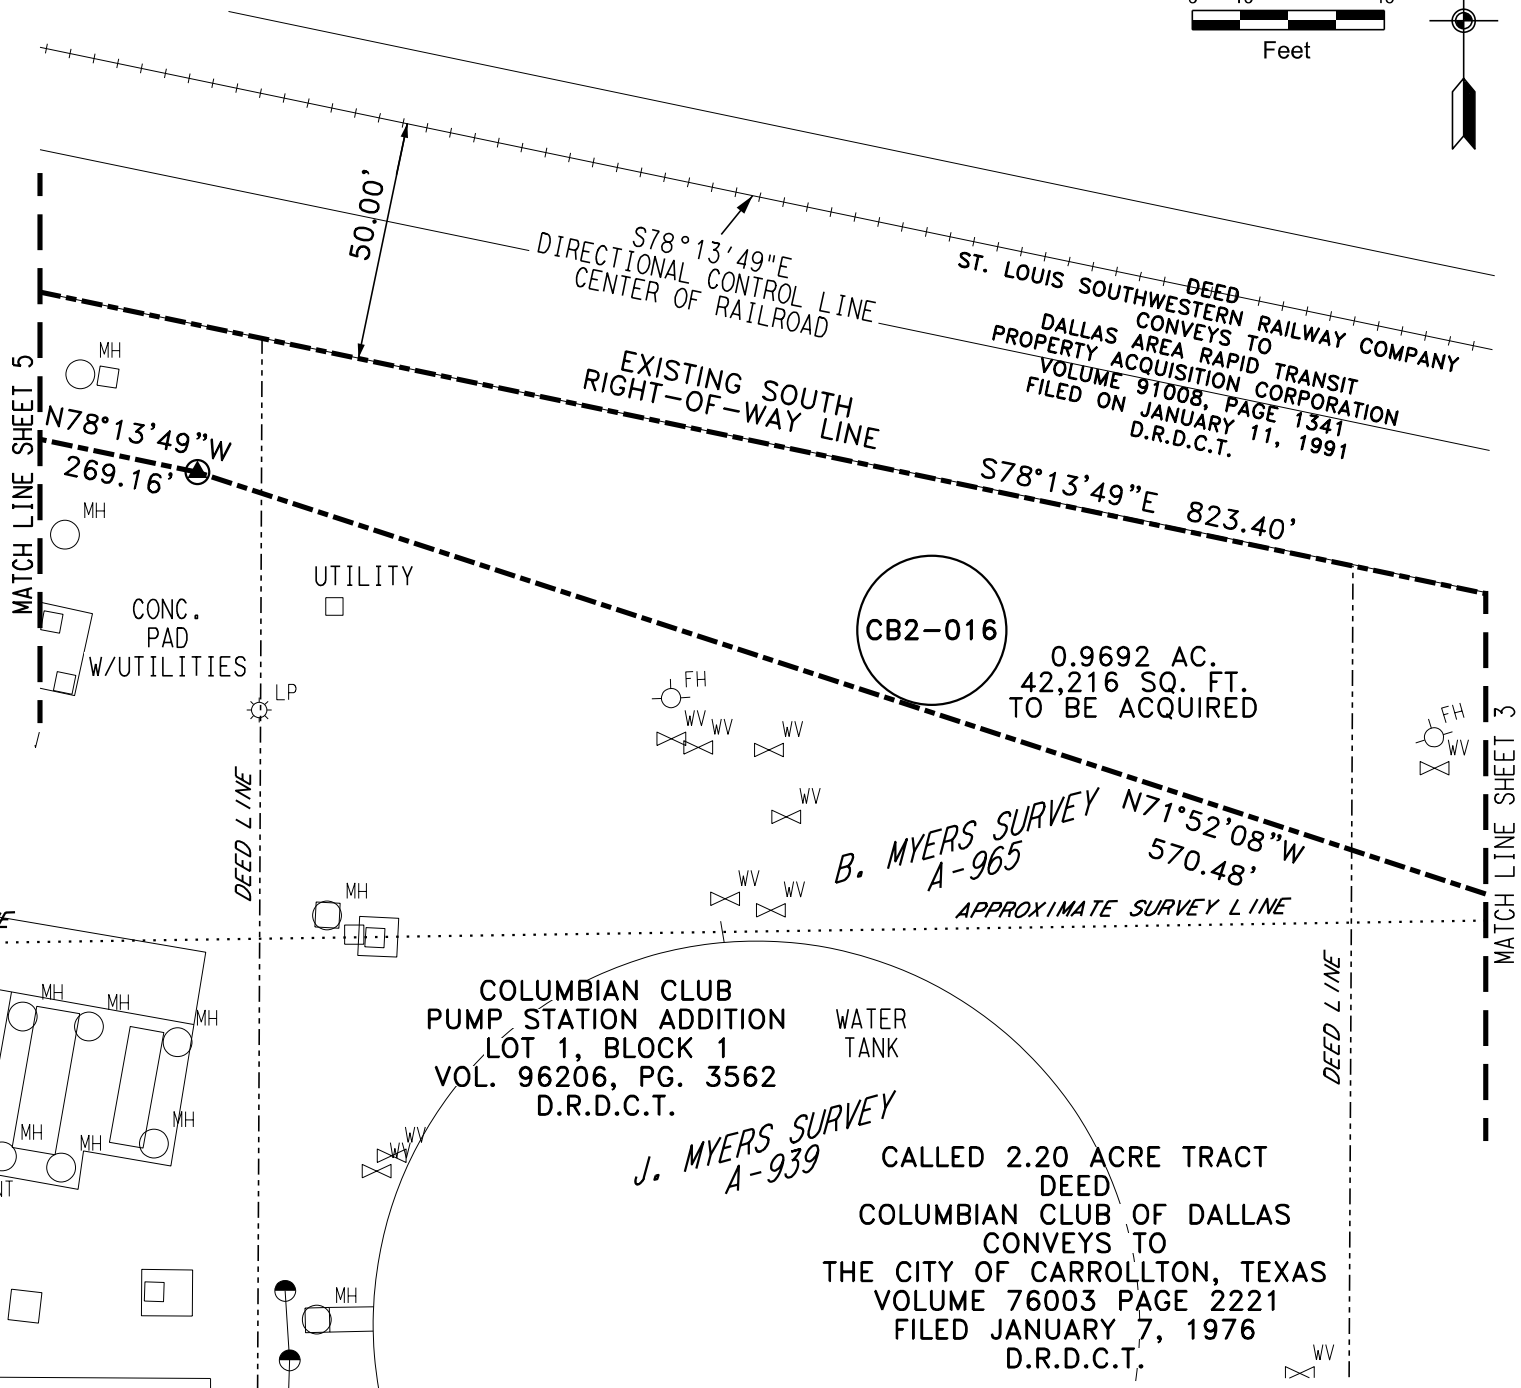 Feet
50.00'
S78°13'49"E
DIRECTIONAL CONTROL LINE
CENTER OF RAILROAD
DEED
ST. LOUIS SOUTHWESTERN RAILWAY COMPANY
CONVEYS TO
DALLAS AREA RAPID TRANSIT
PROPERTY ACQUISITION CORPORATION
VOLUME 91008, PAGE 1341
FILED ON JANUARY 11, 1991
D.R.D.C.T.
EXISTING SOUTH
RIGHT-OF-WAY LINE
S78°13'49"E 823.40'
MATCH LINE SHEET 5
MH
N78°13'49"W
269.16'
MH
UTILITY
CONC.
PAD
W/UTILITIES
LP
CB2-016
0.9692 AC.
42,216 SQ. FT.
TO BE ACQUIRED
FH
WV
WV
WV
WV
FH
WV
MATCH LINE SHEET 3
DEED LINE
B. MYERS SURVEY
A-965
N71°52'08"W
570.48'
WV
WV
MH
APPROXIMATE SURVEY LINE
DEED LINE
COLUMBIAN CLUB
PUMP STATION ADDITION
LOT 1, BLOCK 1
VOL. 96206, PG. 3562
D.R.D.C.T.
WATER
TANK
MH
MH
MH
MH
MH
MH
WV
WV
J. MYERS SURVEY
A-939
CALLED 2.20 ACRE TRACT
DEED
COLUMBIAN CLUB OF DALLAS
CONVEYS TO
THE CITY OF CARROLLTON, TEXAS
VOLUME 76003 PAGE 2221
FILED JANUARY 7, 1976
D.R.D.C.T.
MH
WV